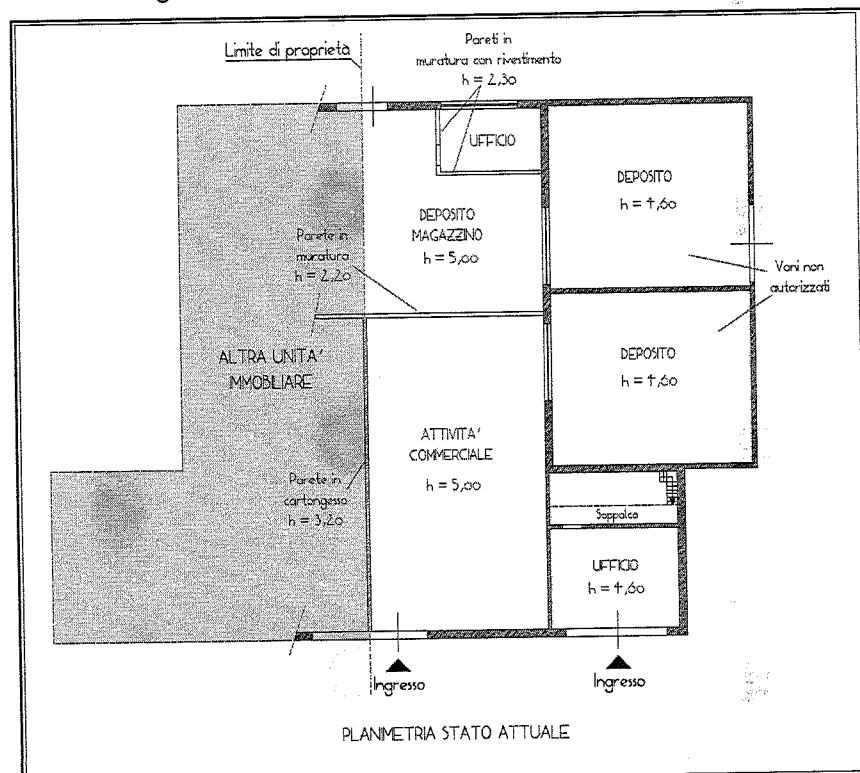 Limite di proprietà
Pareti in
muratura con rivestimento
h = 2,30
UFFICIO
DEPOSITO
h = 4,60
DEPOSITO
MAGAZZINO
h = 5,00
Parete in
muratura
h = 2,20
Vani non
autorizzati
ALTRA UNITA'
IMMOBILIARE
DEPOSITO
h = 4,60
ATTIVITA'
COMMERCIALE
h = 5,00
Parete in
cartongesso
h = 3,20
Soppalco
UFFICIO
h = 4,60
Ingresso
Ingresso
PLANIMETRIA STATO ATTUALE